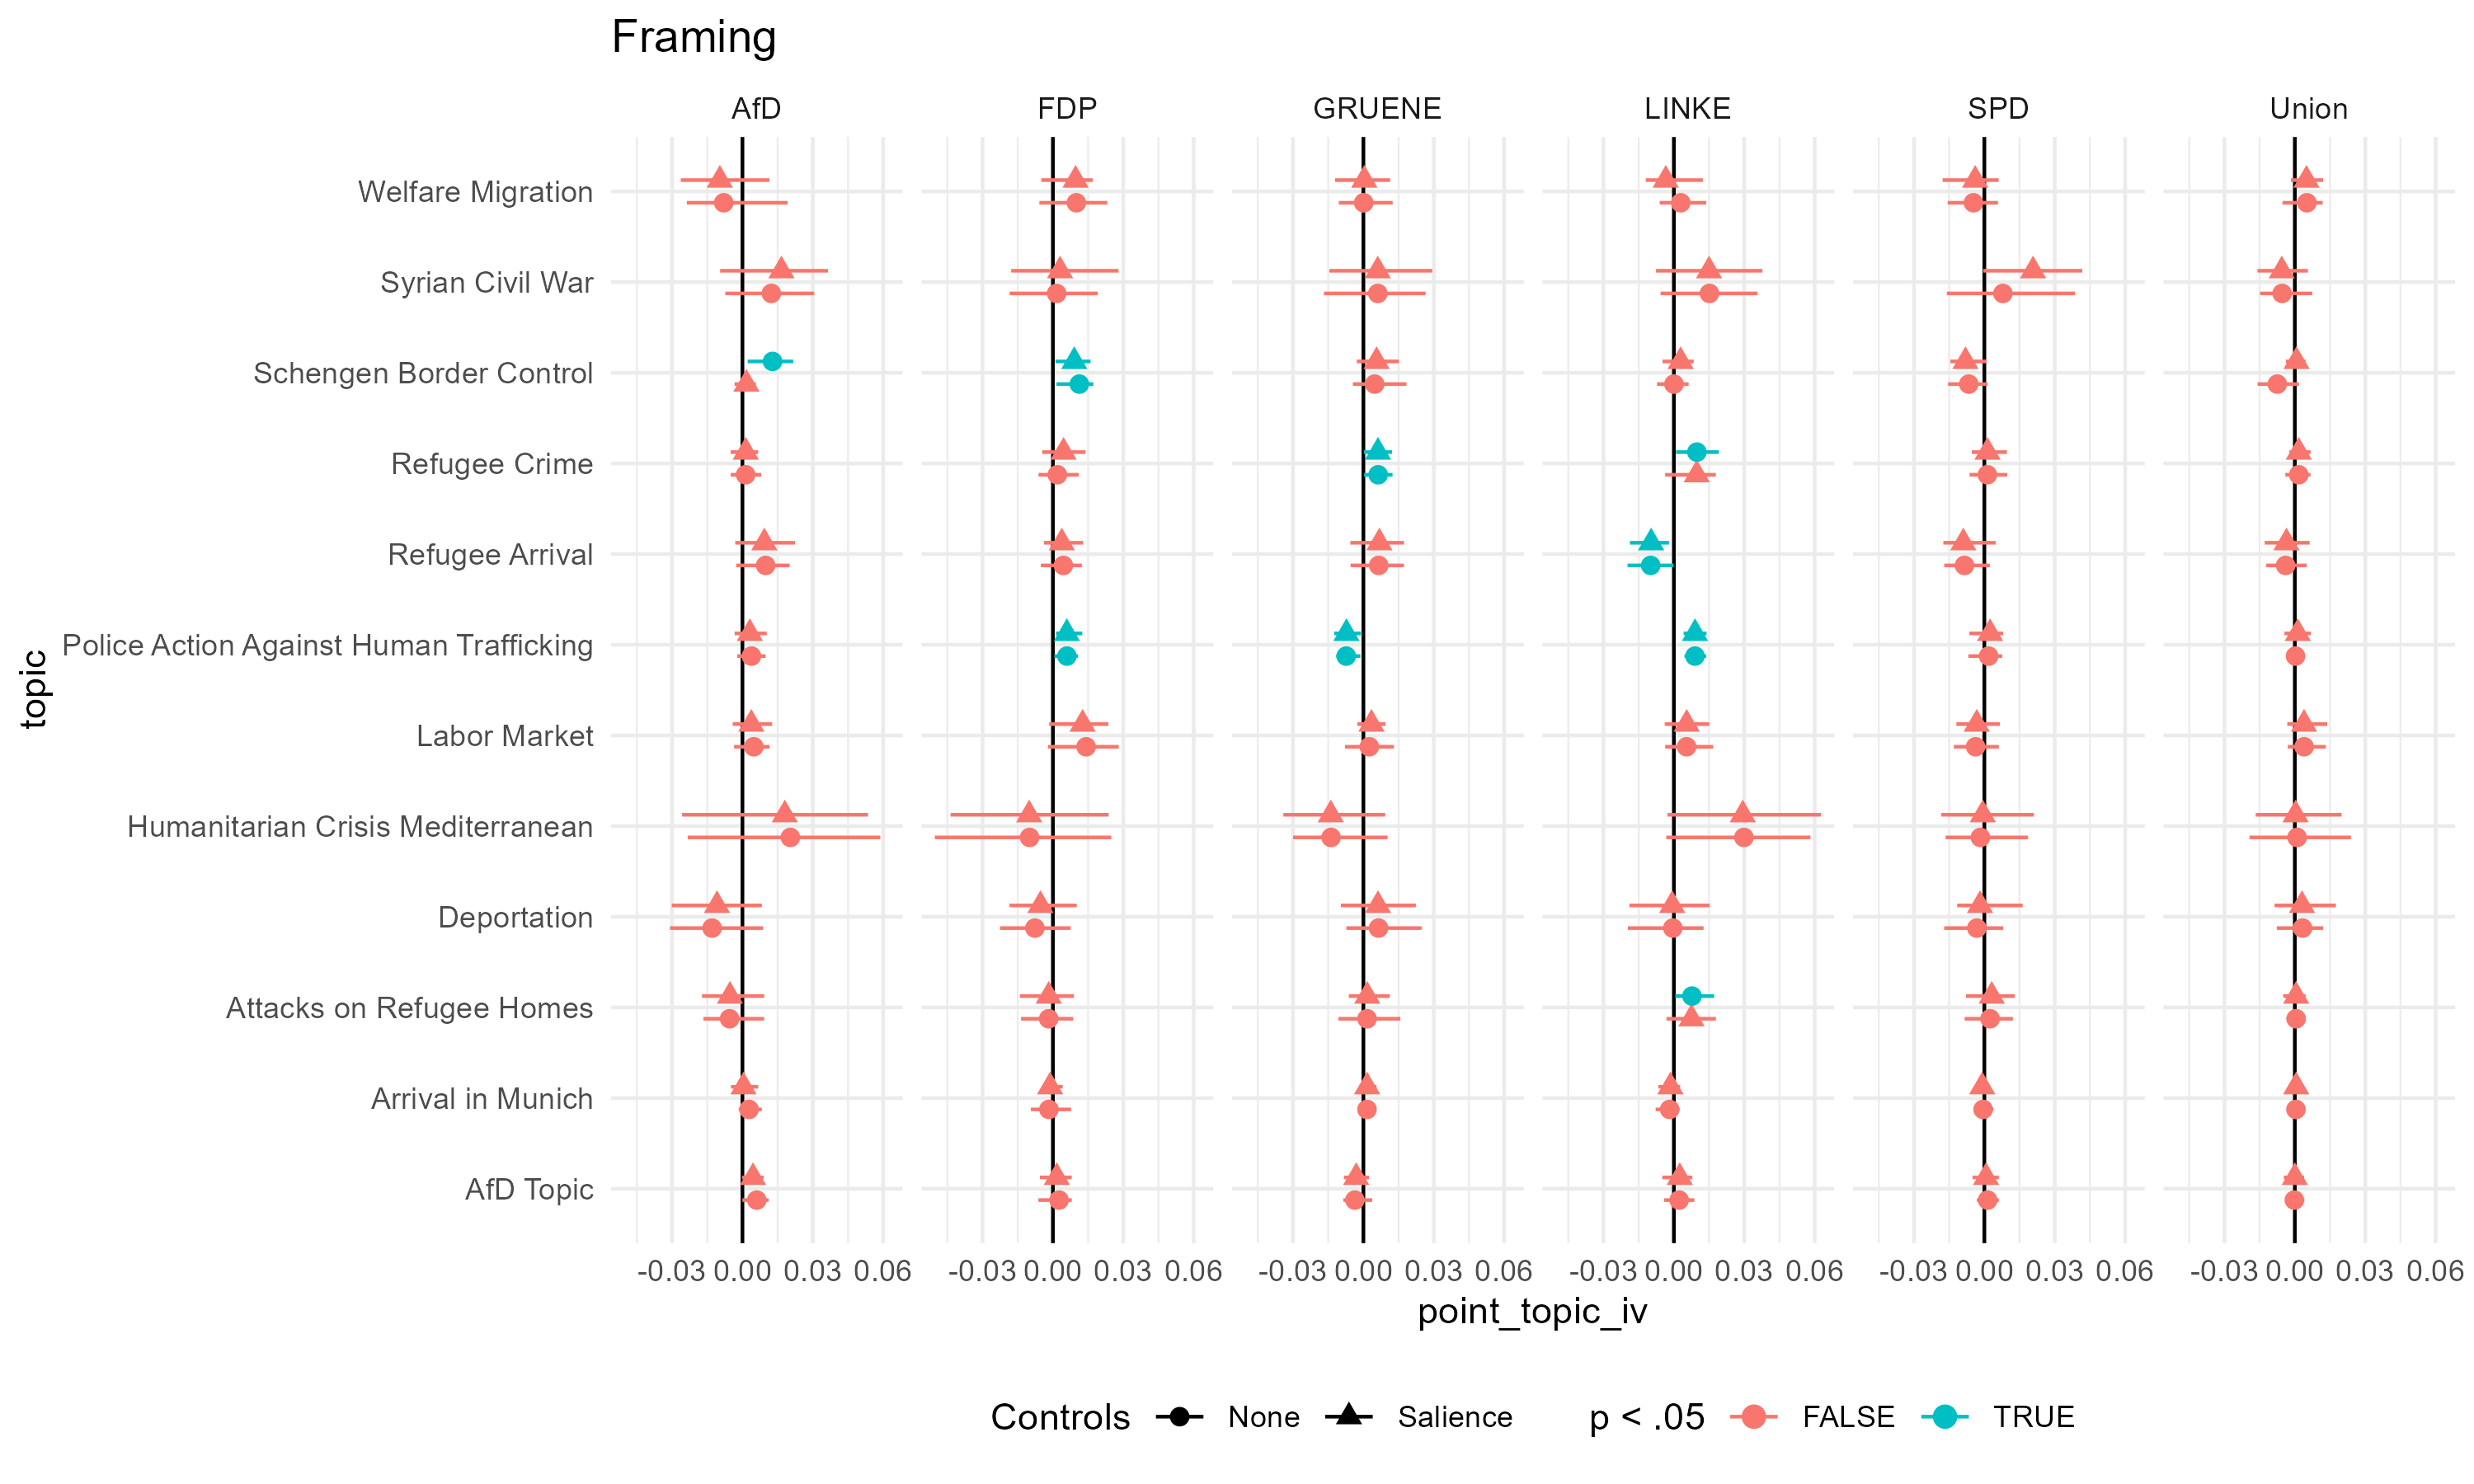 Framing
AfD FDP GRUENE LINKE SPD Union
topic
Welfare Migration
Syrian Civil War
Schengen Border Control
Refugee Crime
Refugee Arrival
Police Action Against Human Trafficking
Labor Market
Humanitarian Crisis Mediterranean
Deportation
Attacks on Refugee Homes
Arrival in Munich
AfD Topic
-0.03 0.00 0.03 0.06 -0.03 0.00 0.03 0.06 -0.03 0.00 0.03 0.06 -0.03 0.00 0.03 0.06 -0.03 0.00 0.03 0.06 -0.03 0.00 0.03 0.06
point_topic_iv
Controls None Salience p < .05 FALSE TRUE